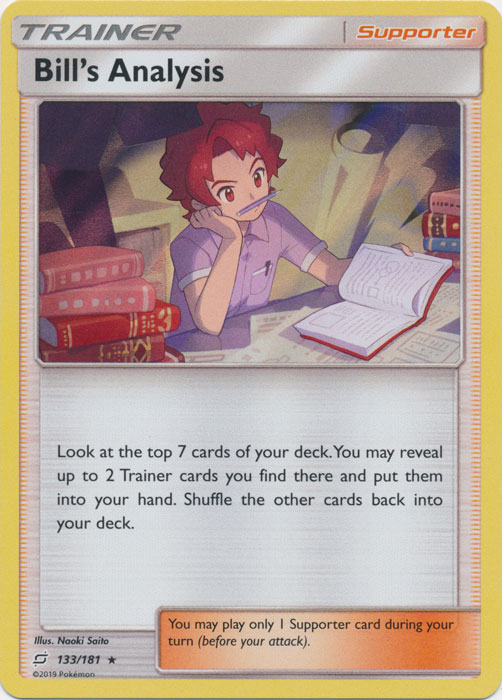 TRAINER
Supporter
Bill's Analysis
Look at the top 7 cards of your deck.You may reveal
up to 2 Trainer cards you find there and put them
into your hand. Shuffle the other cards back into
your deck.
You may play only 1 Supporter card during your
turn (before your attack).
Illus. Naoki Saito
133/181 ★
©2019 Pokémon